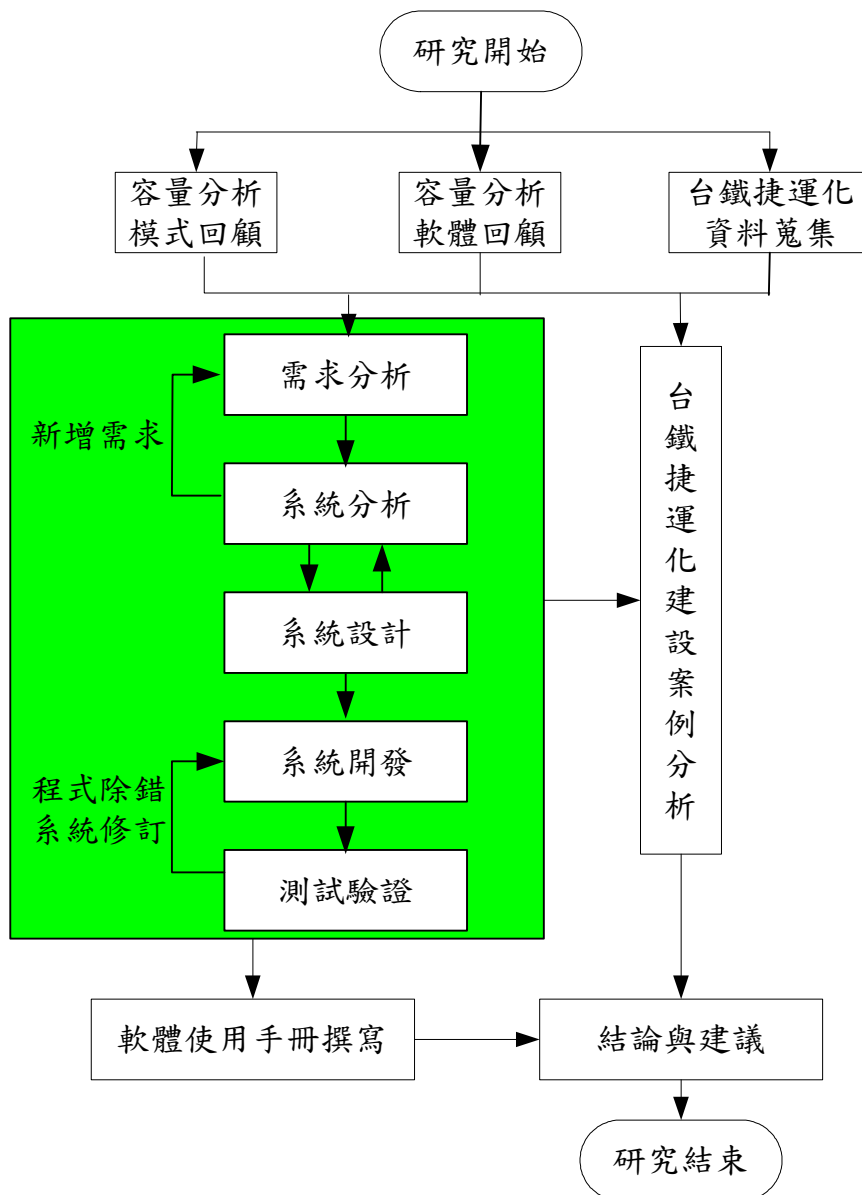 研究開始
容量分析
模式回顧
容量分析
軟體回顧
台鐵捷運化
資料蒐集
需求分析
新增需求
系統分析
系統設計
系統開發
程式除錯
系統修訂
測試驗證
台
鐵
捷
運
化
建
設
案
例
分
析
軟體使用手冊撰寫
結論與建議
研究結束